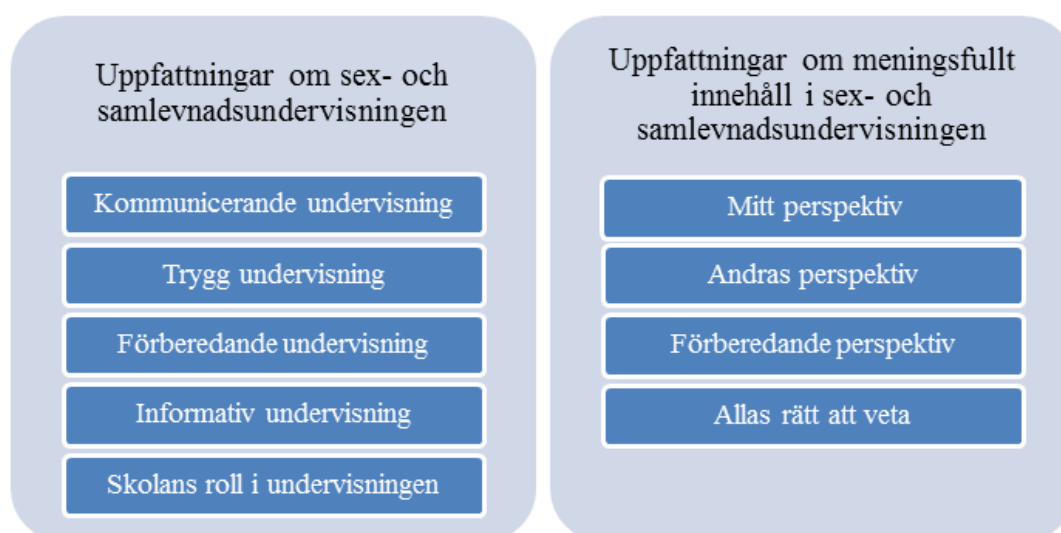 Uppfattningar om sex- och
samlevnadsundervisningen
Kommunicerande undervisning
Trygg undervisning
Förberedande undervisning
Informativ undervisning
Skolans roll i undervisningen
Uppfattningar om meningsfullt
innehåll i sex- och
samlevnadsundervisningen
Mitt perspektiv
Andras perspektiv
Förberedande perspektiv
Allas rätt att veta